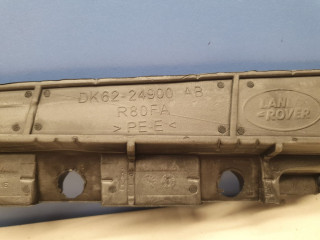 DK62-24900 AB
R80FA
>PE E<
LAND
ROVER